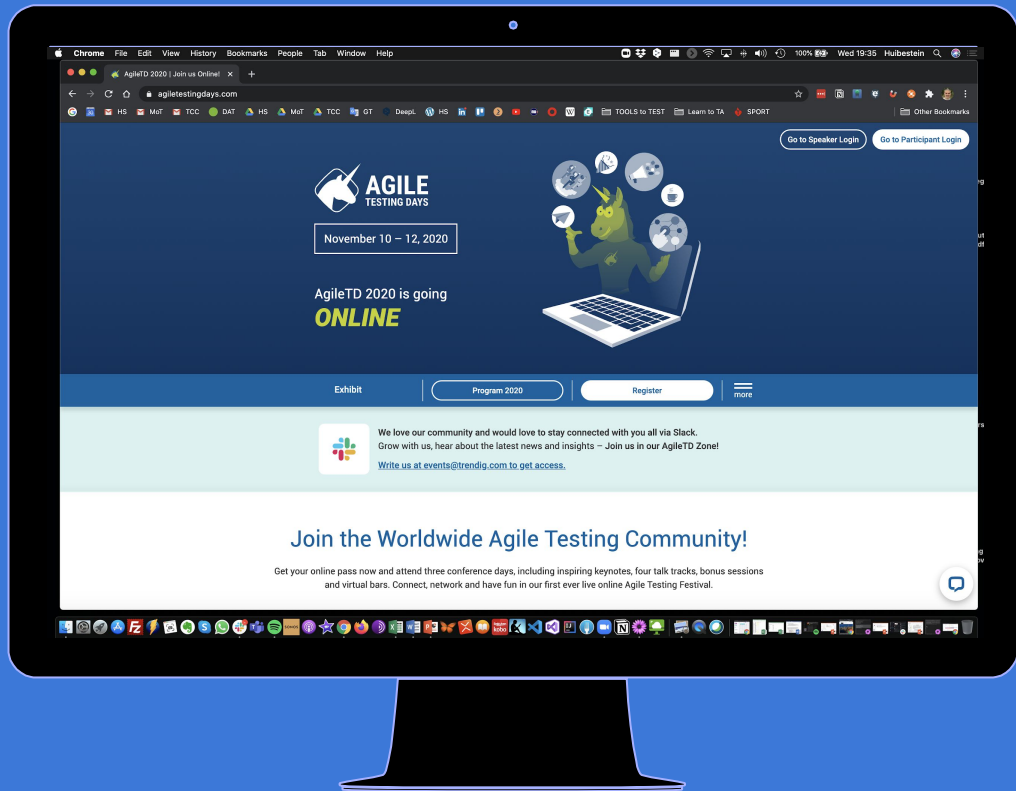 Chrome File Edit View History Bookmarks People Tab Window Help 100% Wed 19:35 Huibestein
AgileTD 2020 | Join us Online!
agiletestingdays.com
HS MoT TCC DAT HS MoT TCC GT DeepL HS TOOLS to TEST Learn to TA SPORT Other Bookmarks
Go to Speaker Login Go to Participant Login
AGILE
TESTING DAYS
November 10 – 12, 2020
AgileTD 2020 is going
ONLINE
Exhibit Program 2020 Register more
We love our community and would love to stay connected with you all via Slack.
Grow with us, hear about the latest news and insights – Join us in our AgileTD Zone!
Write us at events@trendig.com to get access.
Join the Worldwide Agile Testing Community!
Get your online pass now and attend three conference days, including inspiring keynotes, four talk tracks, bonus sessions
and virtual bars. Connect, network and have fun in our first ever live online Agile Testing Festival.